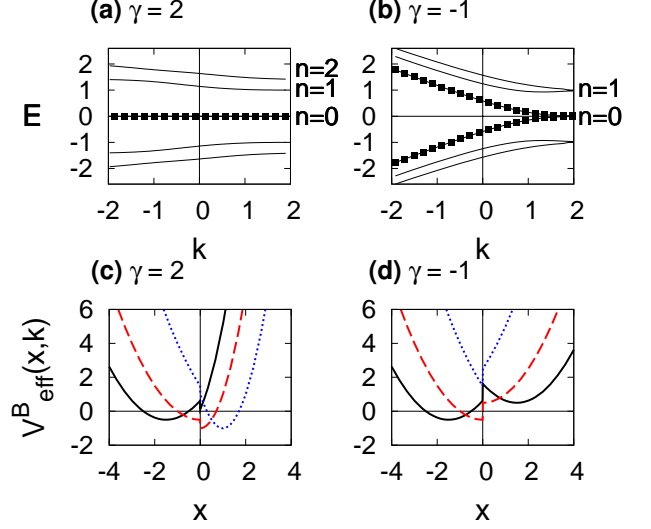 (a) γ = 2
(b) γ = -1
E
2
1
0
-1
-2
n=2
n=1
n=0
-2 -1 0 1 2
k
2
1
0
-1
-2
n=1
n=0
-2 -1 0 1 2
k
(c) γ = 2
(d) γ = -1
V^B_eff(x,k)
6
4
2
0
-2
-4 -2 0 2 4
x
6
4
2
0
-2
-4 -2 0 2 4
x